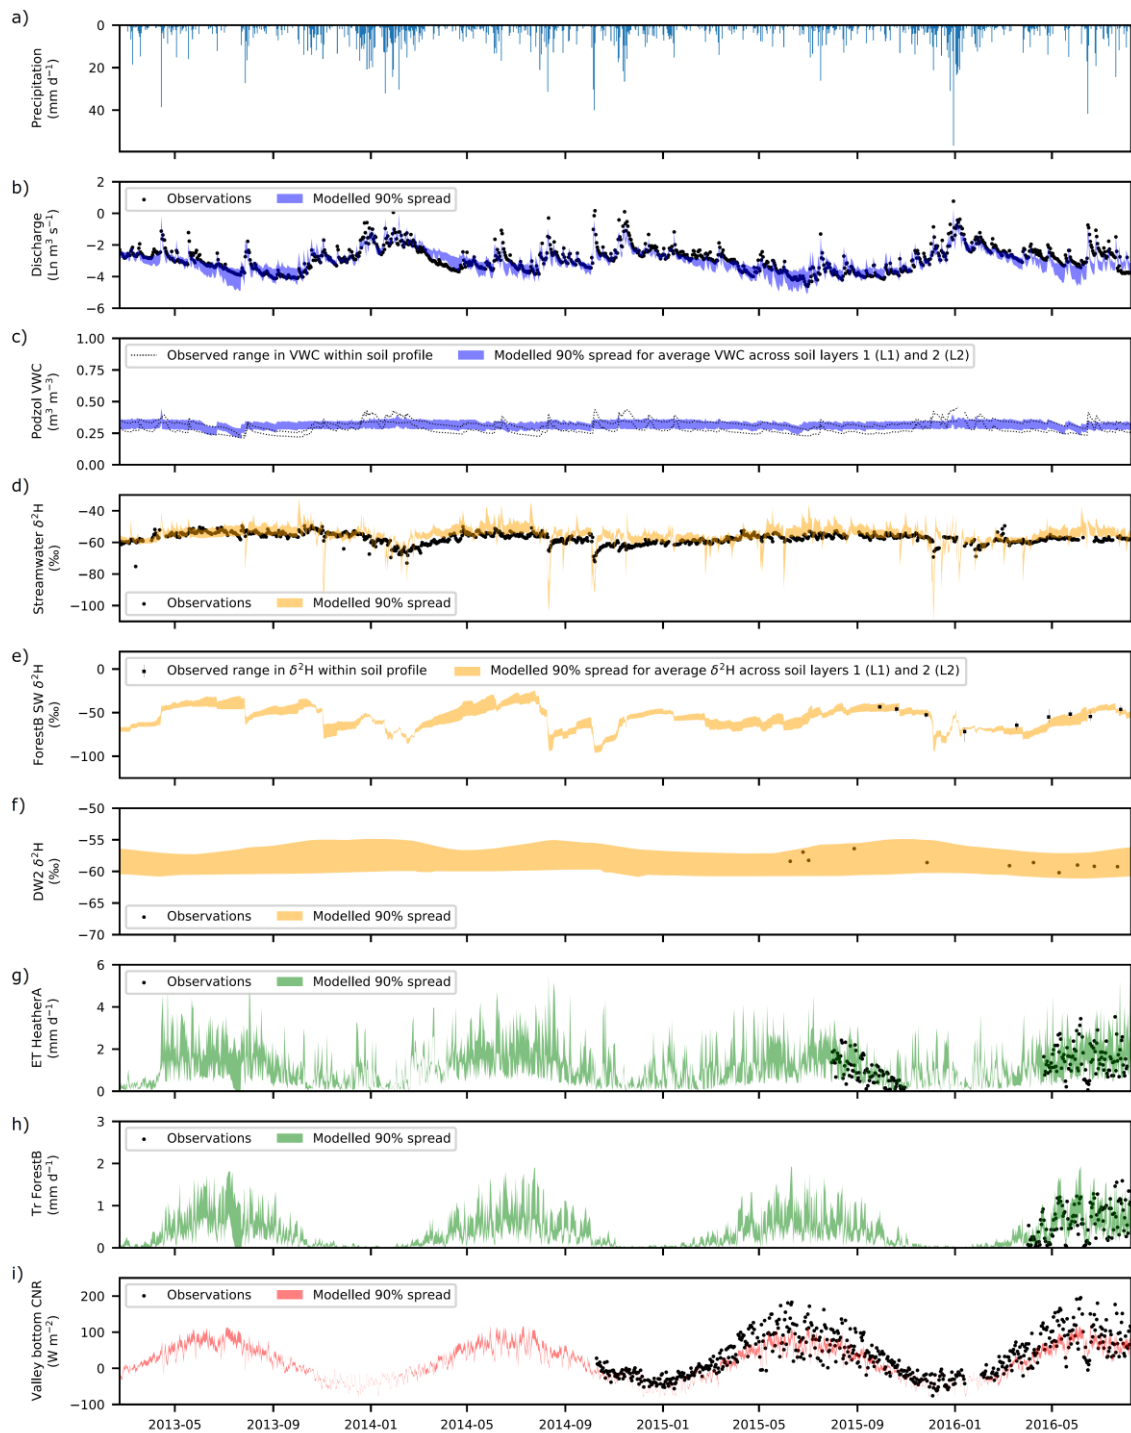 a)
0
20
40
Precipitation
(mm d⁻¹)
b)
2
0
−2
−4
−6
Discharge
(Ln m³ s⁻¹)
Observations
Modelled 90% spread
c)
1.00
0.75
0.50
0.25
0.00
Podzol VWC
(m³ m⁻³)
Observed range in VWC within soil profile
Modelled 90% spread for average VWC across soil layers 1 (L1) and 2 (L2)
d)
−40
−60
−80
−100
Streamwater δ²H
(‰)
Observations
Modelled 90% spread
e)
0
−50
−100
ForestB SW δ²H
(‰)
Observed range in δ²H within soil profile
Modelled 90% spread for average δ²H across soil layers 1 (L1) and 2 (L2)
f)
−50
−55
−60
−65
−70
DW2 δ²H
(‰)
Observations
Modelled 90% spread
g)
6
4
2
0
ET HeatherA
(mm d⁻¹)
Observations
Modelled 90% spread
h)
3
2
1
0
Tr ForestB
(mm d⁻¹)
Observations
Modelled 90% spread
i)
200
100
0
−100
Valley bottom CNR
(W m⁻²)
Observations
Modelled 90% spread
2013-05 2013-09 2014-01 2014-05 2014-09 2015-01 2015-05 2015-09 2016-01 2016-05